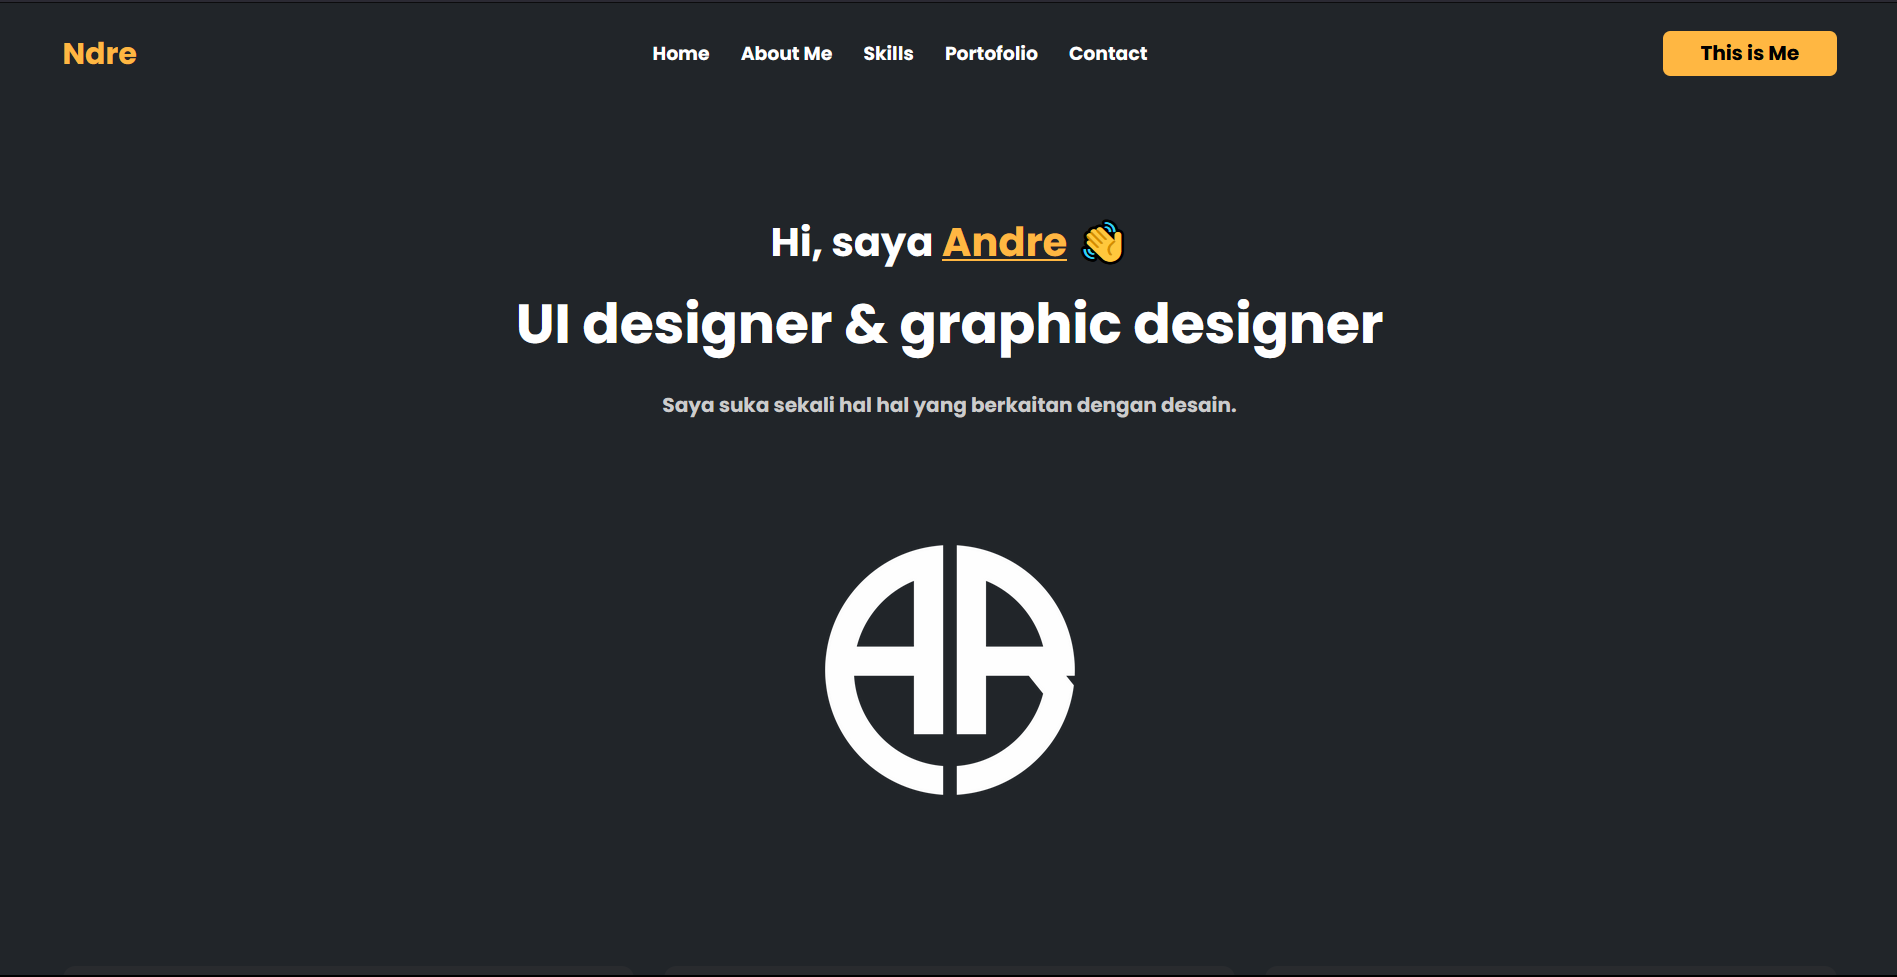 Ndre
Home About Me Skills Portofolio Contact
This is Me
Hi, saya Andre 👋
UI designer & graphic designer
Saya suka sekali hal hal yang berkaitan dengan desain.
AR